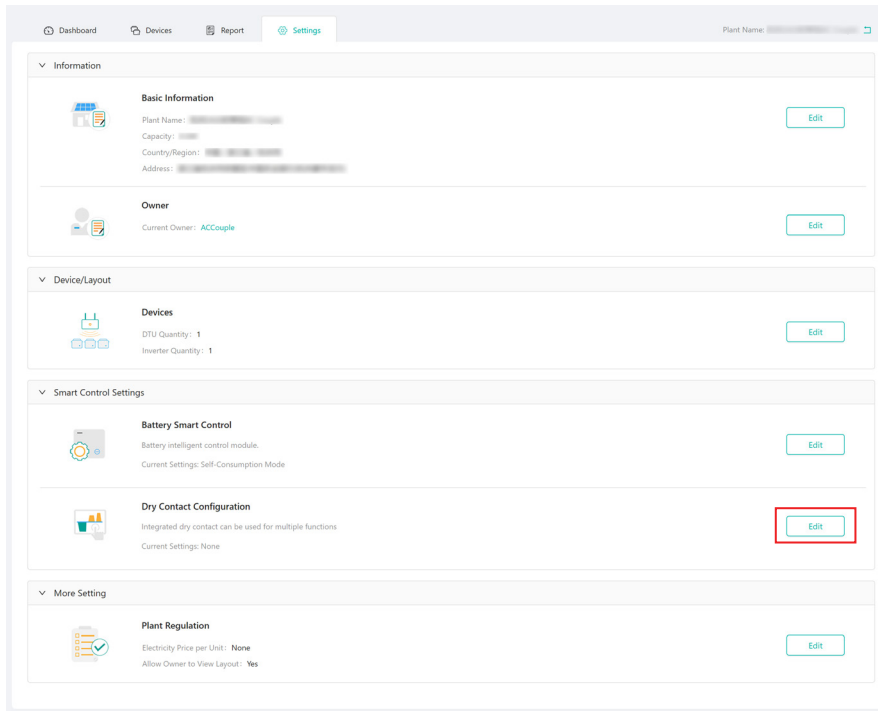 Dashboard Devices Report Settings Plant Name:
Information
Basic Information
Plant Name:
Edit
Capacity:
Country/Region:
Address:
Owner
Current Owner: ACCouple
Edit
Device/Layout
Devices
DTU Quantity: 1
Edit
Inverter Quantity: 1
Smart Control Settings
Battery Smart Control
Battery intelligent control module.
Edit
Current Settings: Self-Consumption Mode
Dry Contact Configuration
Integrated dry contact can be used for multiple functions
Edit
Current Settings: None
More Setting
Plant Regulation
Electricity Price per Unit: None
Edit
Allow Owner to View Layout: Yes